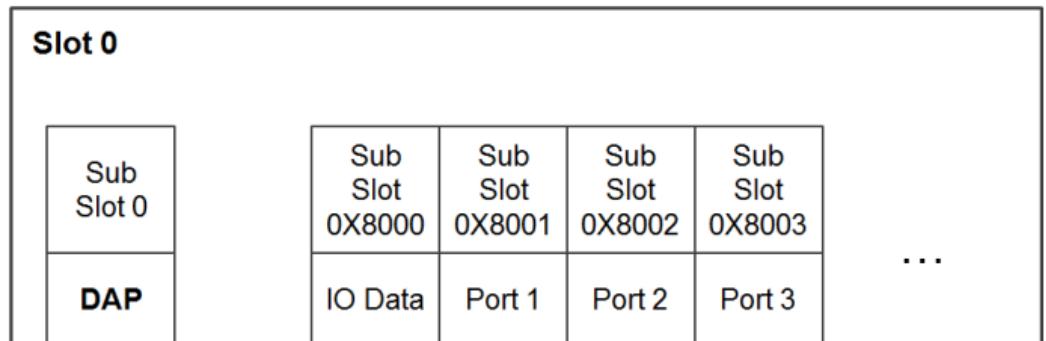 Slot 0
Sub
Slot 0
Sub
Slot
0X8000
Sub
Slot
0X8001
Sub
Slot
0X8002
Sub
Slot
0X8003
...
DAP
IO Data
Port 1
Port 2
Port 3